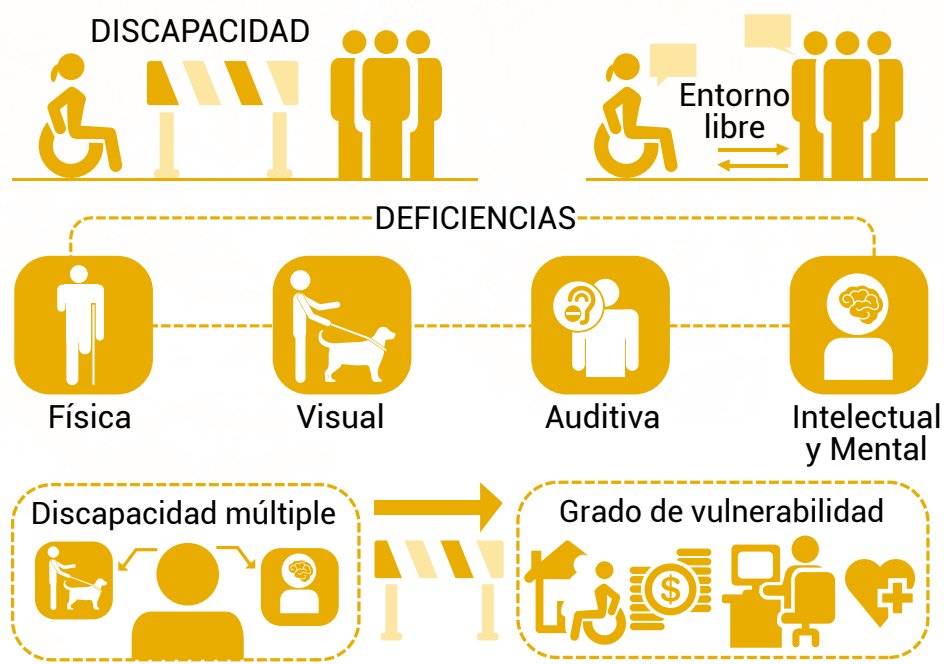 DISCAPACIDAD
Entorno
libre
DEFICIENCIAS
Física
Visual
Auditiva
Intelectual
y Mental
Discapacidad múltiple
Grado de vulnerabilidad
$